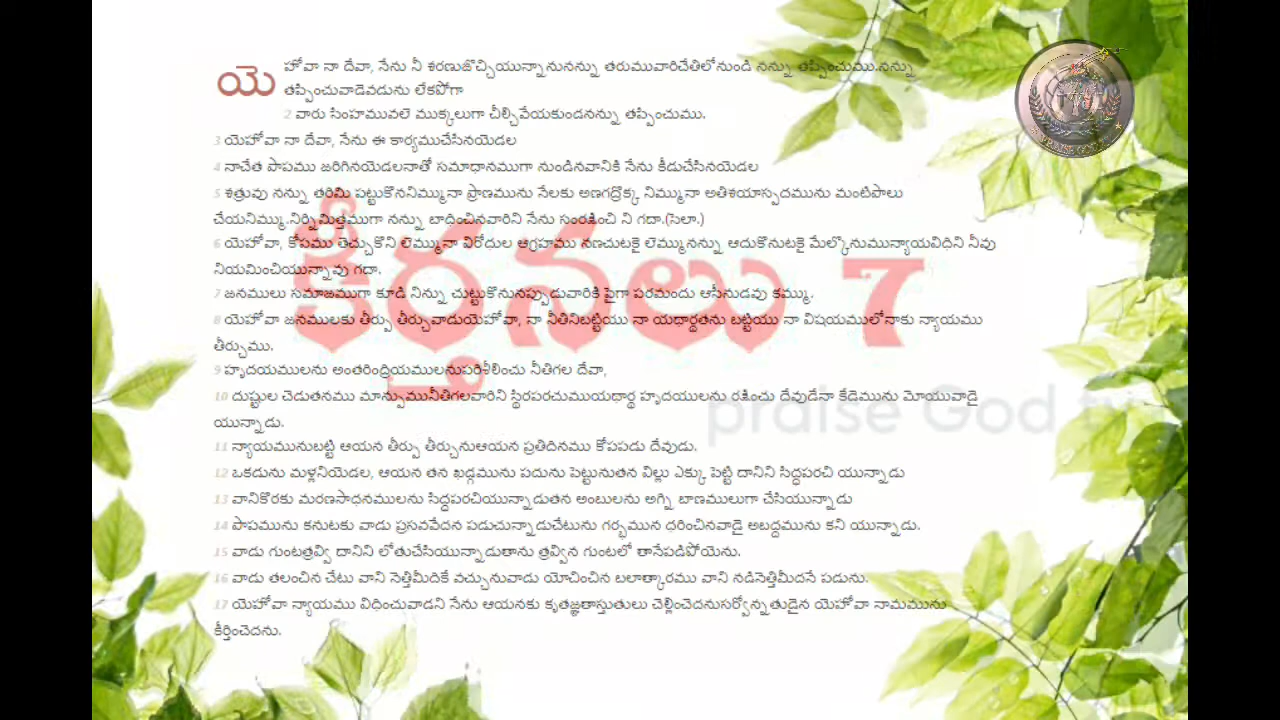 యెహోవా నా దేవా, నేను నీ శరణుజొచ్చియున్నానునన్ను తరుమువారిచేతిలోనుండి నన్ను తప్పించుము.నన్ను
తప్పించువాడెవడును లేకపోగా
2 వారు సింహమువలె ముక్కలుగా చీల్చివేయకుండనన్ను తప్పించుము.
3 యెహోవా నా దేవా, నేను ఈ కార్యముచేసినయెడల
4 నాచేత పాపము జరిగినయెడలనాతో సమాధానముగా నుండినవానికి నేను కీడుచేసినయెడల
5 శత్రువు నన్ను తరిమి పట్టుకొననిమ్మునా ప్రాణమును నేలకు అణగద్రొక్క నిమ్మునా అతిశయాస్పదమును మంటిపాలు
చేయనిమ్ము.నిర్నిమిత్తముగా నన్ను బాధించినవారిని నేను సంరక్షించి ని గదా.(సెలా.)
6 యెహోవా, కోపము తెచ్చుకొని లెమ్మునా విరోధుల ఆగ్రహము నణచుటకై లెమ్మునన్ను ఆదుకొనుటకై మేల్కొనుమున్యాయవిధిని నీవు
నియమించియున్నావు గదా.
7 జనములు సమాజముగా కూడి నిన్ను చుట్టుకొనునప్పుడువారికి పైగా పరమందు ఆసీనుడవు కమ్ము.
8 యెహోవా జనములకు తీర్పు తీర్చువాడుయెహోవా, నా నీతినిబట్టియు నా యథార్థతను బట్టియు నా విషయములోనాకు న్యాయము
తీర్చుము.
9 హృదయములను అంతరింద్రియములనుపరిశీలించు నీతిగల దేవా,
10 దుష్టుల చెడుతనము మాన్పుమునీతిగలవారిని స్థిరపరచుముయథార్థ హృదయులను రక్షించు దేవుడేనా కేడెమును మోయువాడై
యున్నాడు.
11 న్యాయమునుబట్టి ఆయన తీర్పు తీర్చునుఆయన ప్రతిదినము కోపపడు దేవుడు.
12 ఒకడును మళ్లనియెడల, ఆయన తన ఖడ్గమును పదును పెట్టునుతన విల్లు ఎక్కు పెట్టి దానిని సిద్ధపరచి యున్నాడు
13 వానికొరకు మరణసాధనములను సిద్ధపరచియున్నాడుతన అంబులను అగ్ని బాణములుగా చేసియున్నాడు
14 పాపమును కనుటకు వాడు ప్రసవవేదన పడుచున్నాడుచేటును గర్భమున ధరించినవాడై అబద్దమును కని యున్నాడు.
15 వాడు గుంటత్రవ్వి దానిని లోతుచేసియున్నాడుతాను త్రవ్విన గుంటలో తానేపడిపోయెను.
16 వాడు తలంచిన చేటు వాని నెత్తిమీదికే వచ్చునువాడు యోచించిన బలాత్కారము వాని నడినెత్తిమీదనే పడును.
17 యెహోవా న్యాయము విధించువాడని నేను ఆయనకు కృతజ్ఞతాస్తుతులు చెల్లించెదనుసర్వోన్నతుడైన యెహోవా నామమును
కీర్తించెదను.
కీర్తనలు 7
praise God tv